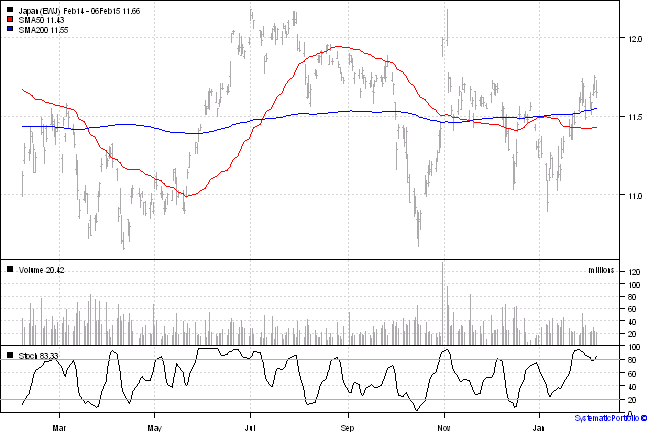 Japan (EWJ) Feb14 - 06Feb15 11.66
SMA50 11.43
SMA200 11.55
12.0
11.5
11.0
Volume 20.42
millions
120
100
80
60
40
20
Stoch 83.33
100
80
60
40
20
0
Mar May Jul Sep Nov Jan
SystematicPortfolio ©